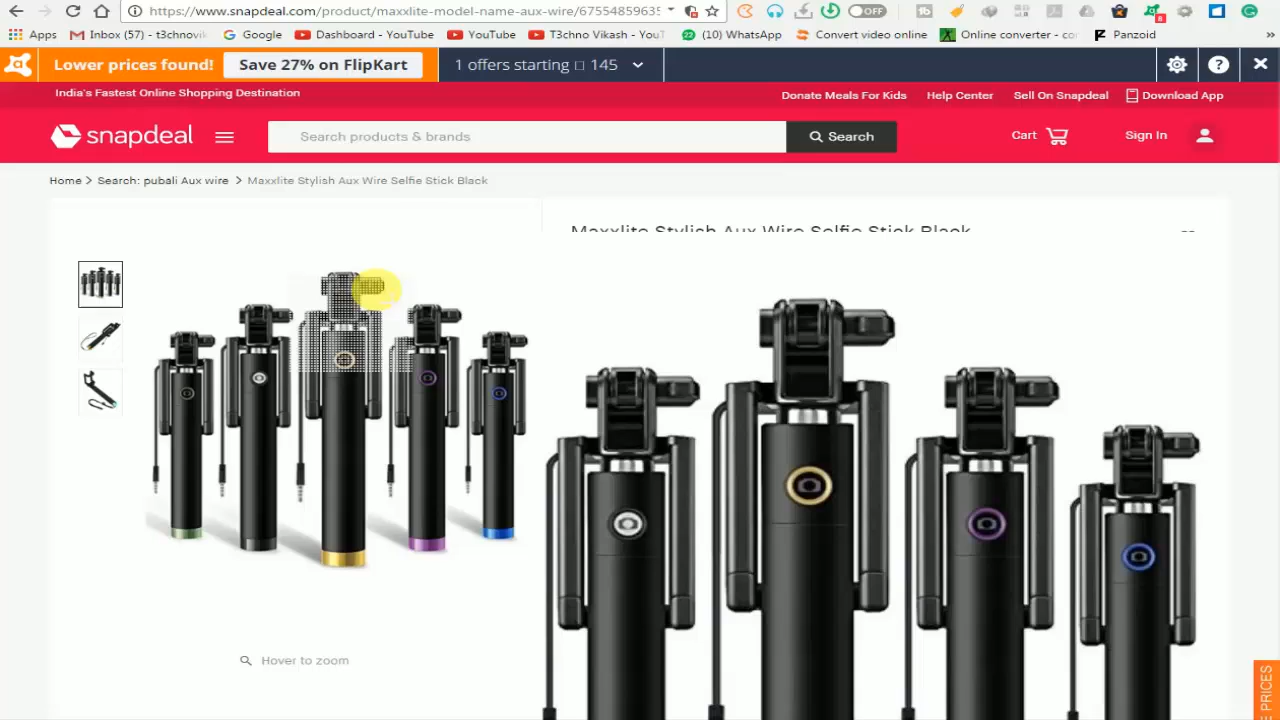 https://www.snapdeal.com/product/maxxlite-model-name-aux-wire/67554859635
OFF
Apps
Inbox (57) - t3chnovik
Google
Dashboard - YouTube
YouTube
T3chno Vikash - YouT
(10) WhatsApp
Convert video online
Online converter - co
Panzoid
»
Lower prices found!
Save 27% on FlipKart
1 offers starting □ 145
India's Fastest Online Shopping Destination
Donate Meals For Kids
Help Center
Sell On Snapdeal
Download App
snapdeal
Search products & brands
Search
Cart
Sign In
Home > Search: pubali Aux wire > Maxxlite Stylish Aux Wire Selfie Stick Black
Maxxlite Stylish Aux Wire Selfie Stick Black
Hover to zoom
E PRICES